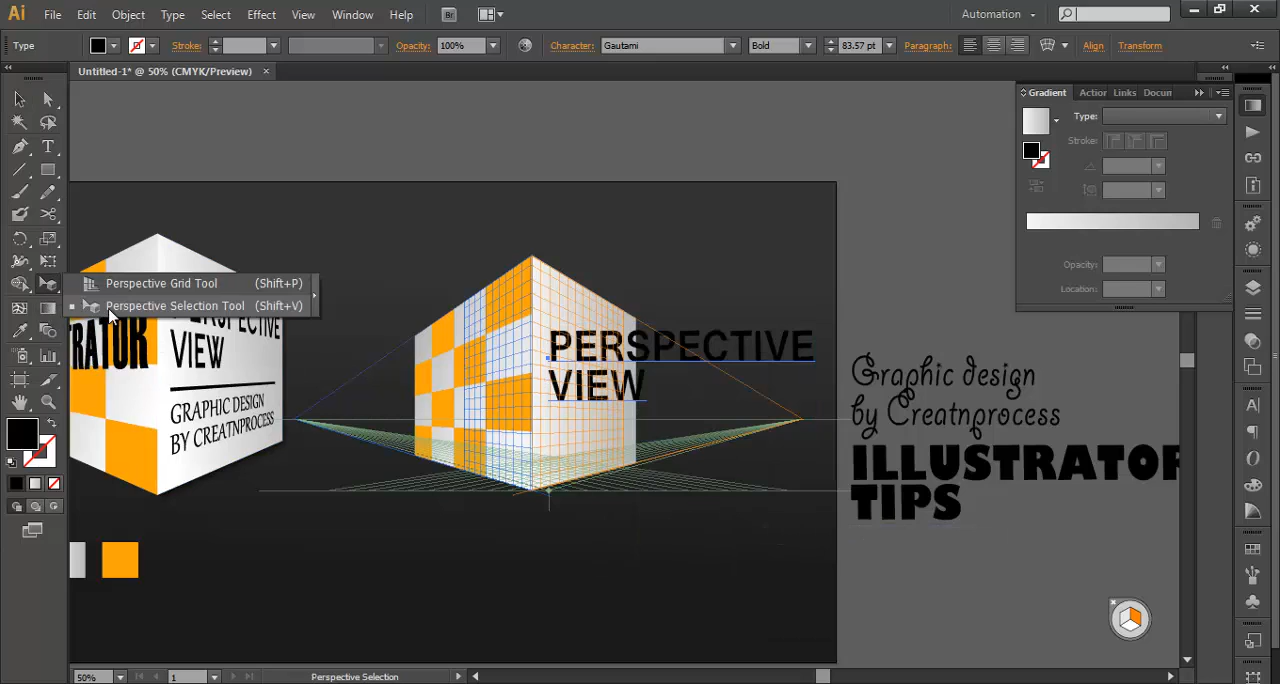 Ai File Edit Object Type Select Effect View Window Help Br Automation
Type Stroke: Opacity: 100% Character: Gautami Bold 83.57 pt Paragraph: Align Transform
Untitled-1* @ 50% (CMYK/Preview) ×
Gradient Action Links Docum
Type:
Stroke:
Opacity:
Location:
Perspective Grid Tool (Shift+P)
Perspective Selection Tool (Shift+V)
PERSPECTIVE
VIEW
GRAPHIC DESIGN
BY CREATNPROCESS
PERSPECTIVE
VIEW
Graphic design
by Creatnprocess
ILLUSTRATOR
TIPS
50% 1 Perspective Selection